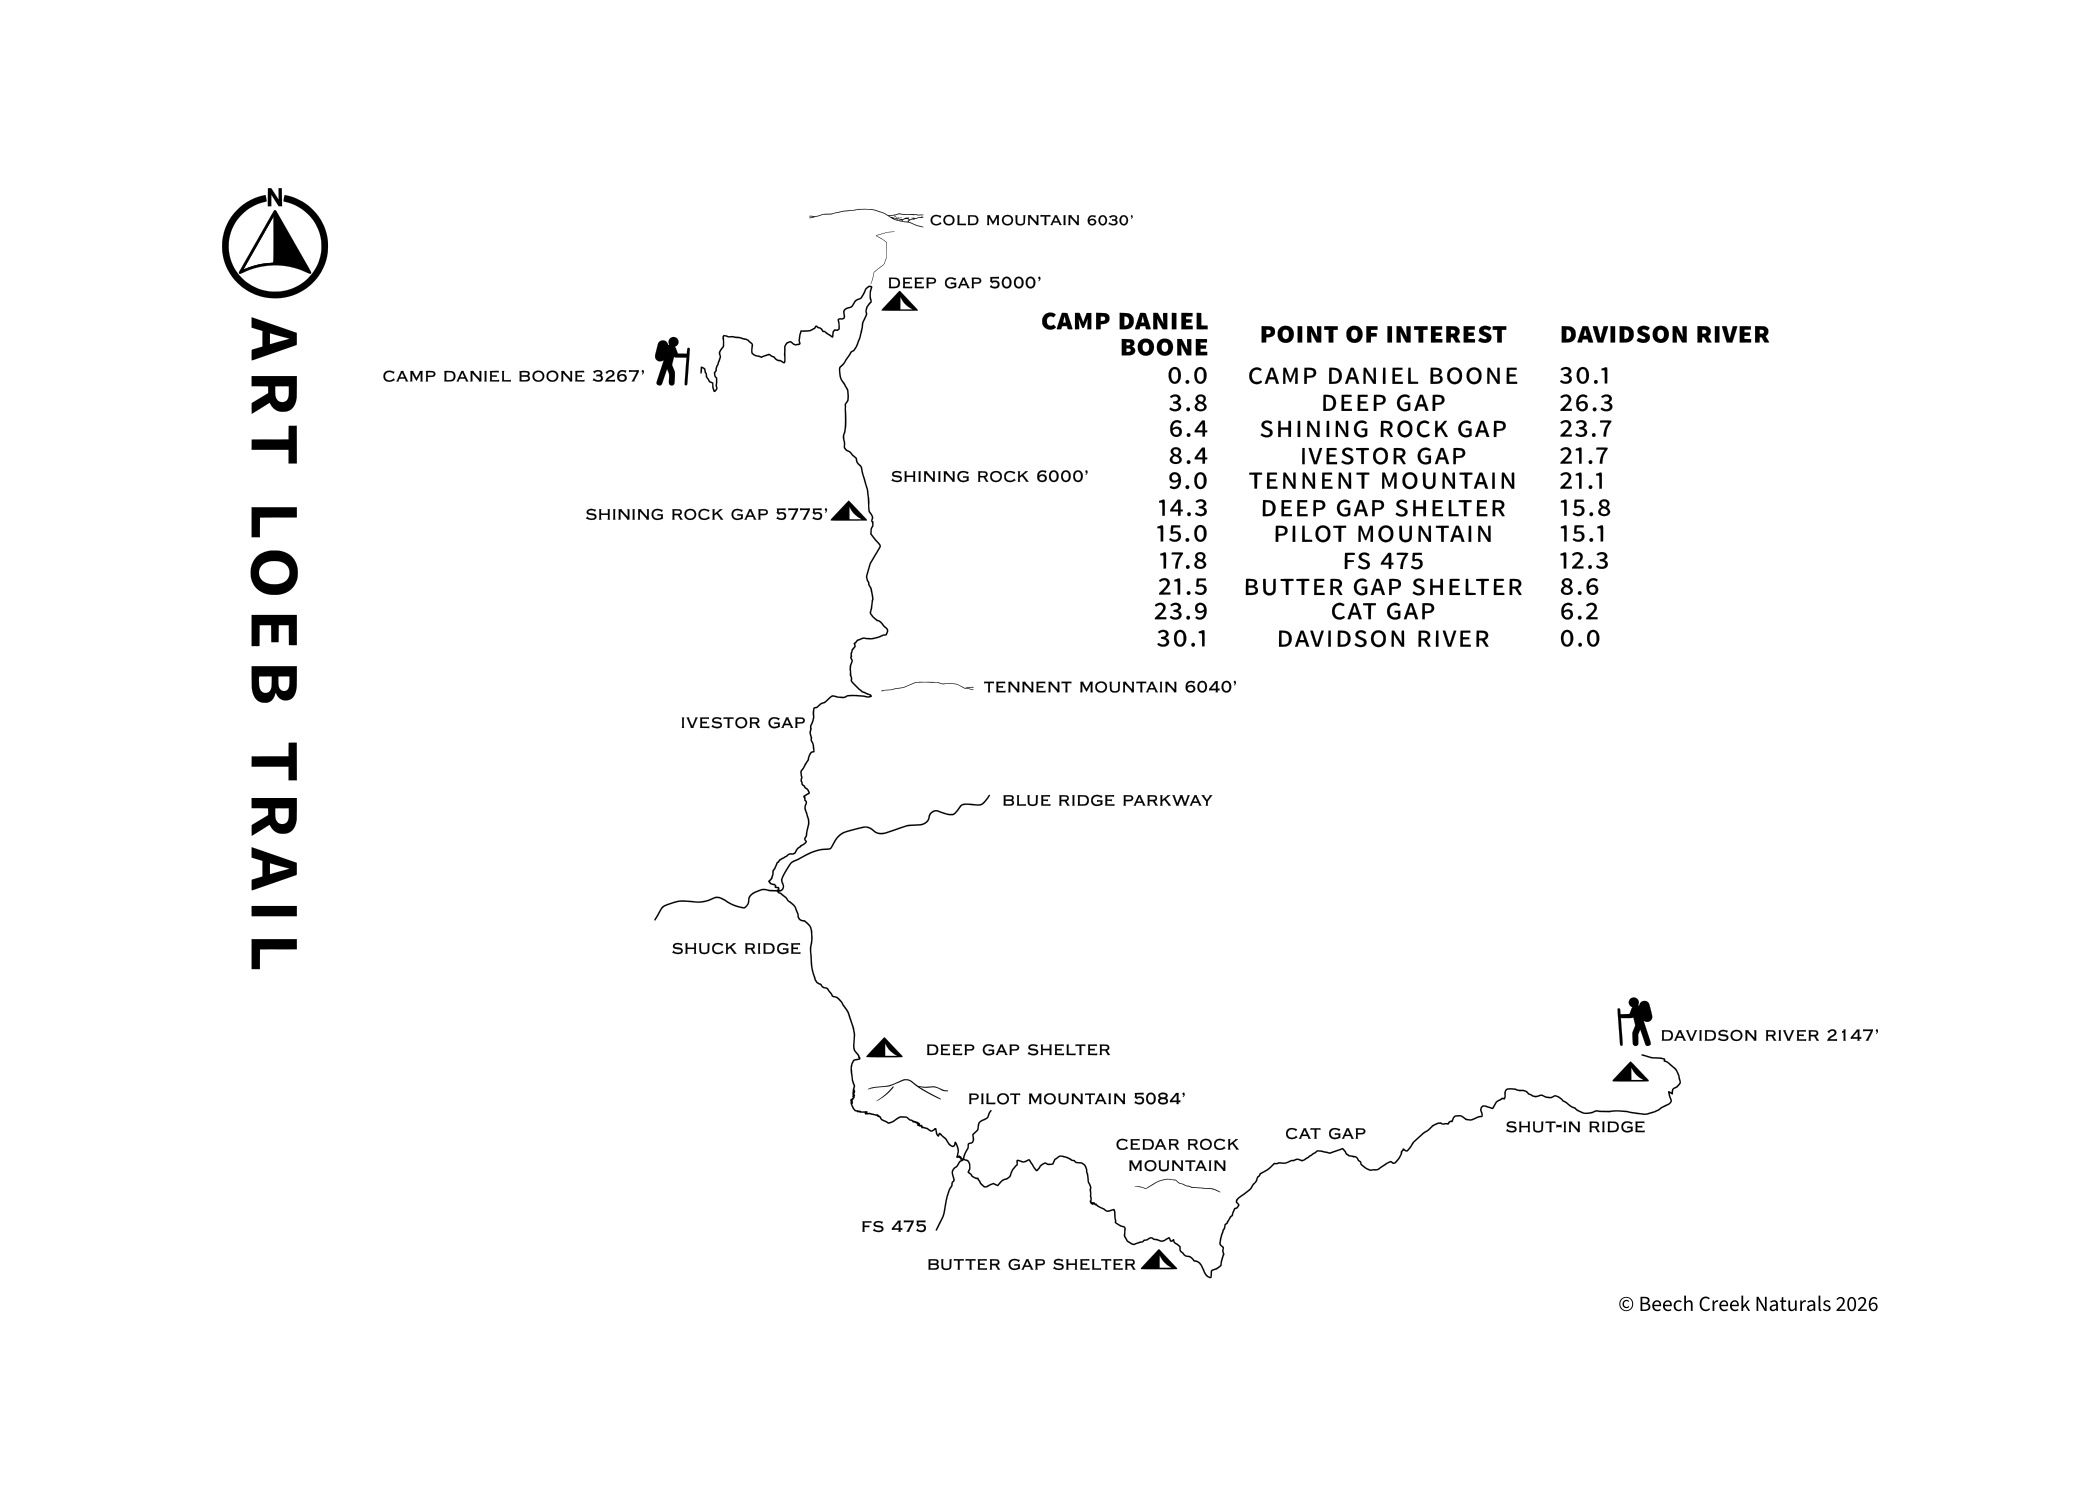 N
ART LOEB TRAIL
COLD MOUNTAIN 6030’
DEEP GAP 5000’
CAMP DANIEL BOONE 3267’
SHINING ROCK 6000’
SHINING ROCK GAP 5775’
TENNENT MOUNTAIN 6040’
IVESTOR GAP
BLUE RIDGE PARKWAY
SHUCK RIDGE
DEEP GAP SHELTER
PILOT MOUNTAIN 5084’
FS 475
BUTTER GAP SHELTER
CEDAR ROCK
MOUNTAIN
CAT GAP
SHUT-IN RIDGE
DAVIDSON RIVER 2147’
CAMP DANIEL
BOONE POINT OF INTEREST DAVIDSON RIVER
0.0 CAMP DANIEL BOONE 30.1
3.8 DEEP GAP 26.3
6.4 SHINING ROCK GAP 23.7
8.4 IVESTOR GAP 21.7
9.0 TENNENT MOUNTAIN 21.1
14.3 DEEP GAP SHELTER 15.8
15.0 PILOT MOUNTAIN 15.1
17.8 FS 475 12.3
21.5 BUTTER GAP SHELTER 8.6
23.9 CAT GAP 6.2
30.1 DAVIDSON RIVER 0.0
© Beech Creek Naturals 2026